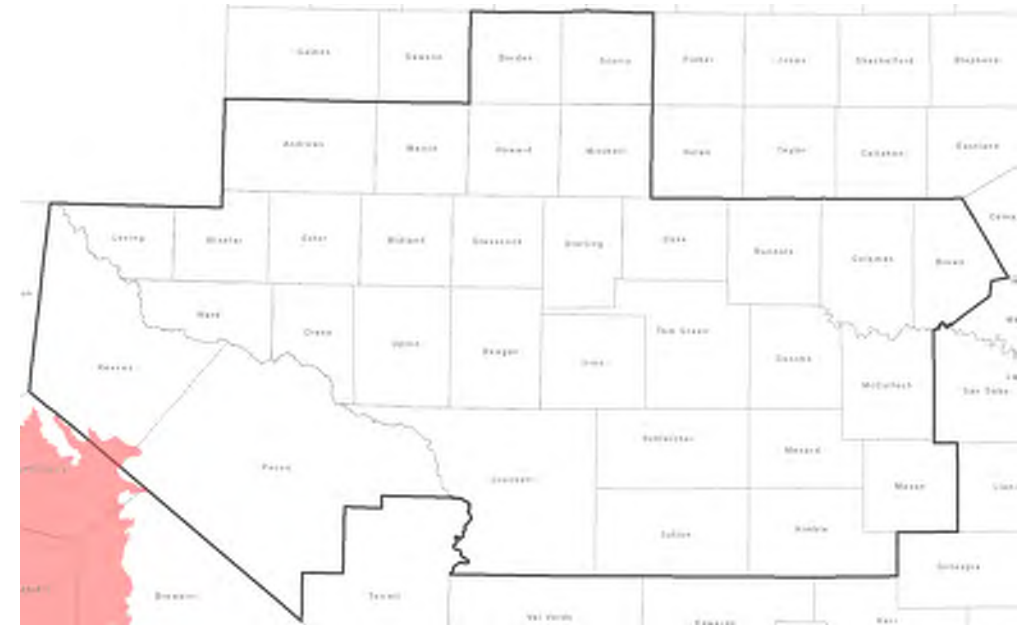 Gaines
Dawson
Borden
Scurry
Fisher
Jones
Shackelford
Stephens
Andrews
Martin
Howard
Mitchell
Nolan
Taylor
Callahan
Eastland
Loving
Winkler
Ector
Midland
Glasscock
Sterling
Coke
Runnels
Coleman
Brown
Ward
Crane
Upton
Reagan
Irion
Tom Green
Concho
McCulloch
San Saba
Reeves
Pecos
Crockett
Schleicher
Menard
Mason
Sutton
Kimble
Gillespie
Brewster
Terrell
Val Verde
Edwards
Kerr